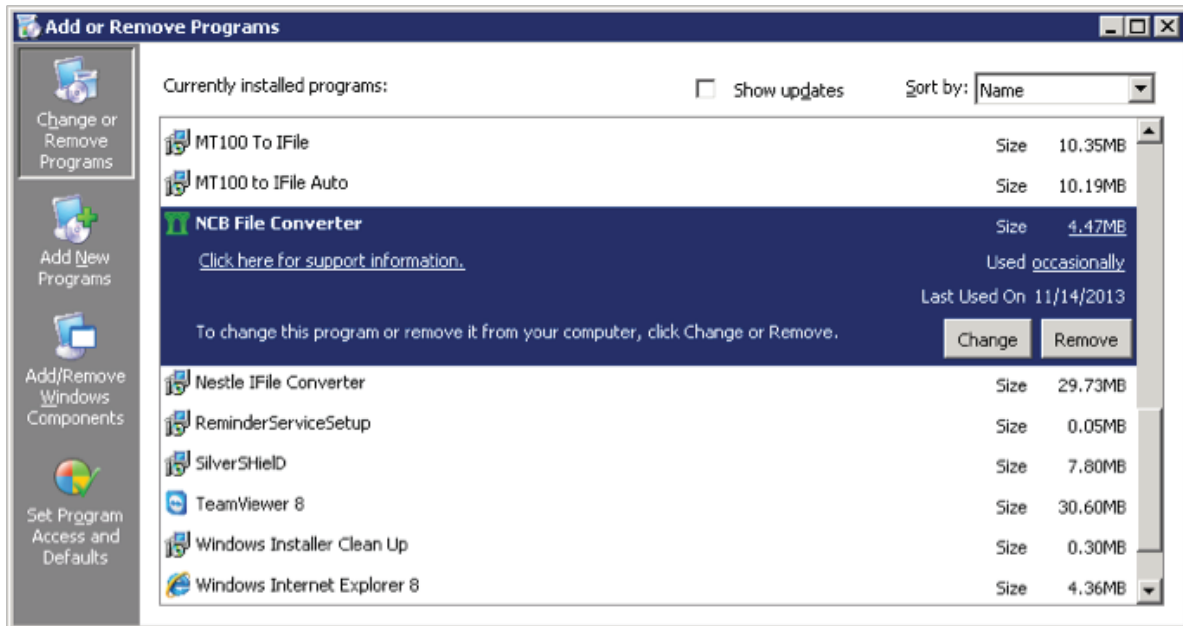 Add or Remove Programs
Change or
Remove
Programs
Add New
Programs
Add/Remove
Windows
Components
Set Program
Access and
Defaults
Currently installed programs:
Show updates
Sort by: Name
MT100 To IFile Size 10.35MB
MT100 to IFile Auto Size 10.19MB
NCB File Converter Size 4.47MB
Click here for support information. Used occasionally
Last Used On 11/14/2013
To change this program or remove it from your computer, click Change or Remove. Change Remove
Nestle IFile Converter Size 29.73MB
ReminderServiceSetup Size 0.05MB
SilverSHielD Size 7.80MB
TeamViewer 8 Size 30.60MB
Windows Installer Clean Up Size 0.30MB
Windows Internet Explorer 8 Size 4.36MB